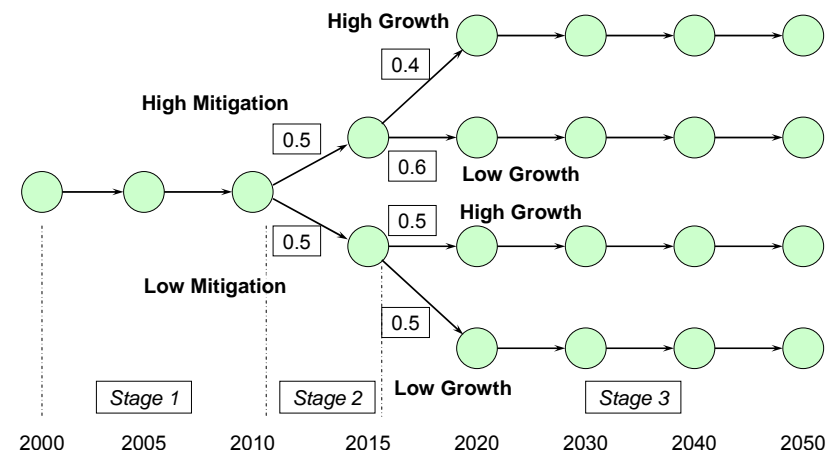 High Growth
0.4
High Mitigation
0.5
0.6
Low Growth
High Growth
0.5
0.5
Low Mitigation
0.5
Low Growth
Stage 1
Stage 2
Stage 3
2000 2005 2010 2015 2020 2030 2040 2050